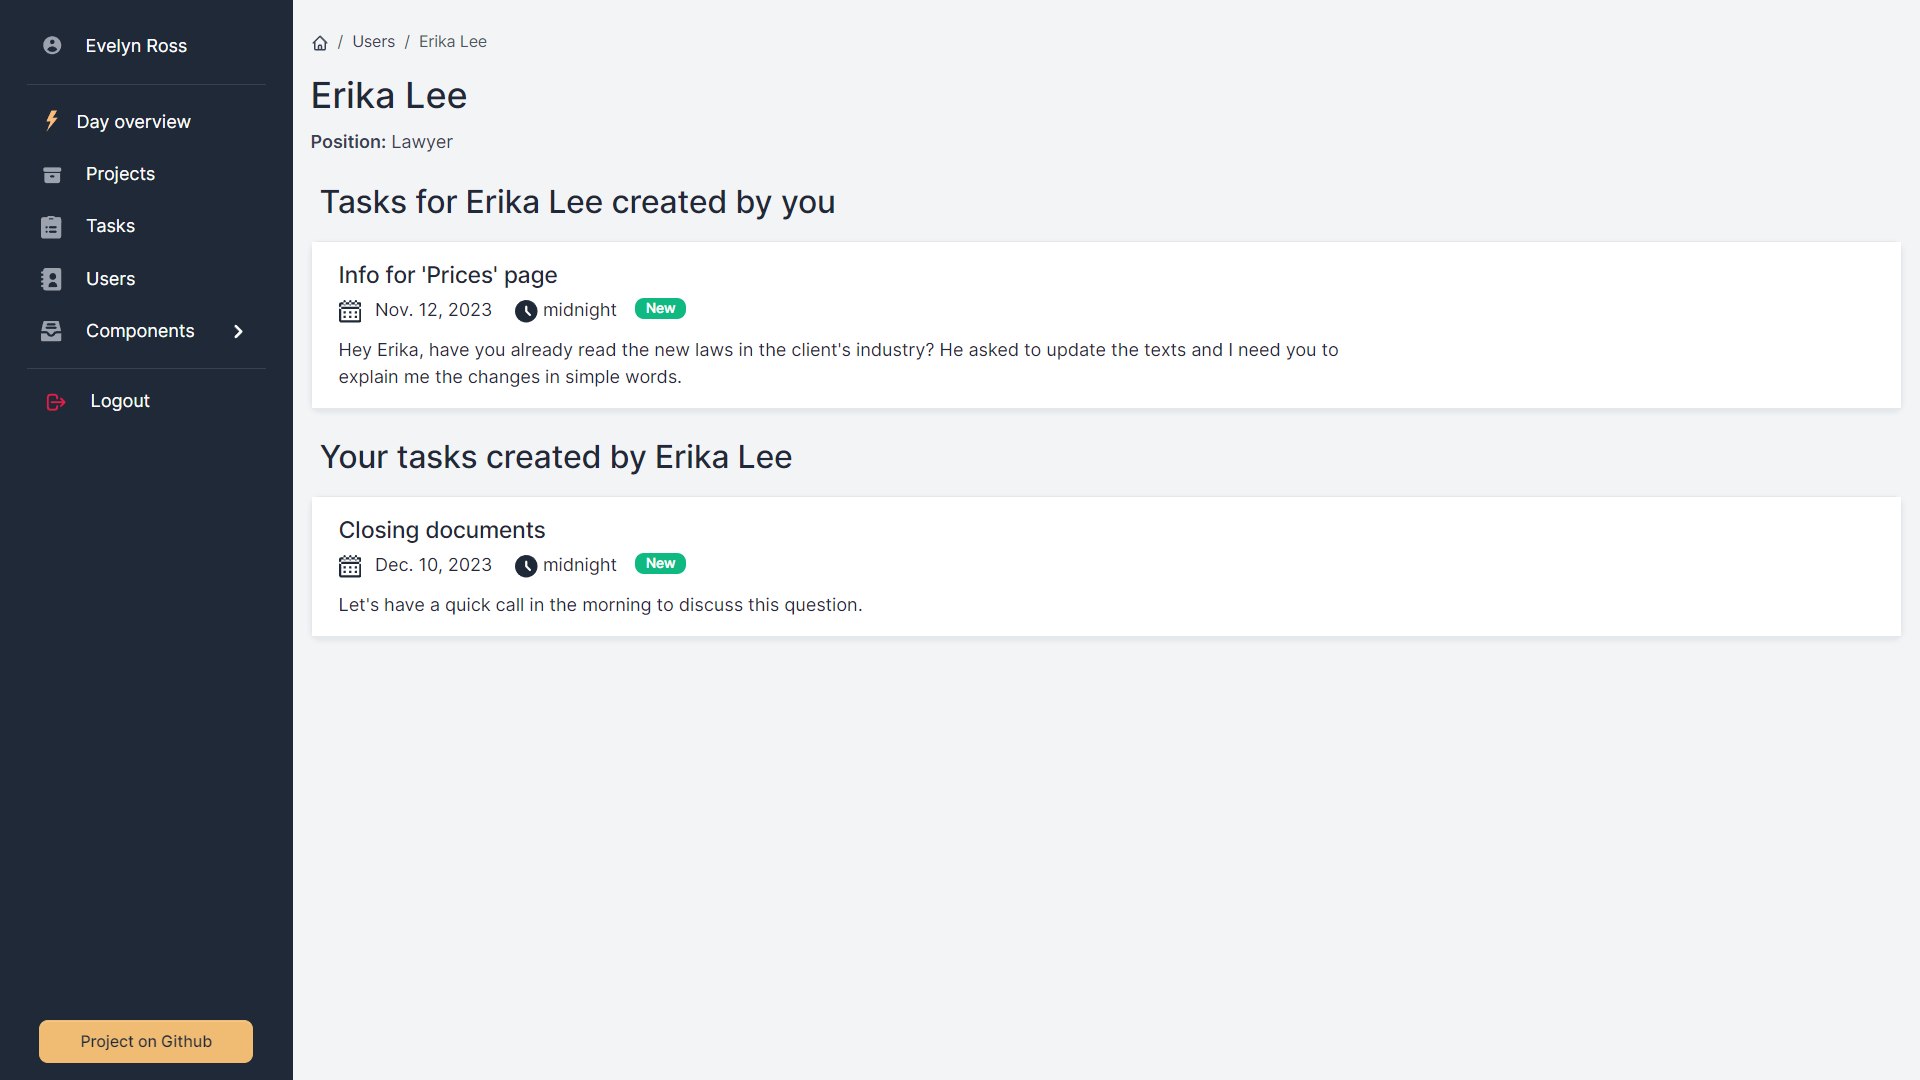 Evelyn Ross
Day overview
Projects
Tasks
Users
Components
Logout
Project on Github
/ Users / Erika Lee
Erika Lee
Position: Lawyer
Tasks for Erika Lee created by you
Info for 'Prices' page
Nov. 12, 2023 midnight New
Hey Erika, have you already read the new laws in the client's industry? He asked to update the texts and I need you to
explain me the changes in simple words.
Your tasks created by Erika Lee
Closing documents
Dec. 10, 2023 midnight New
Let's have a quick call in the morning to discuss this question.